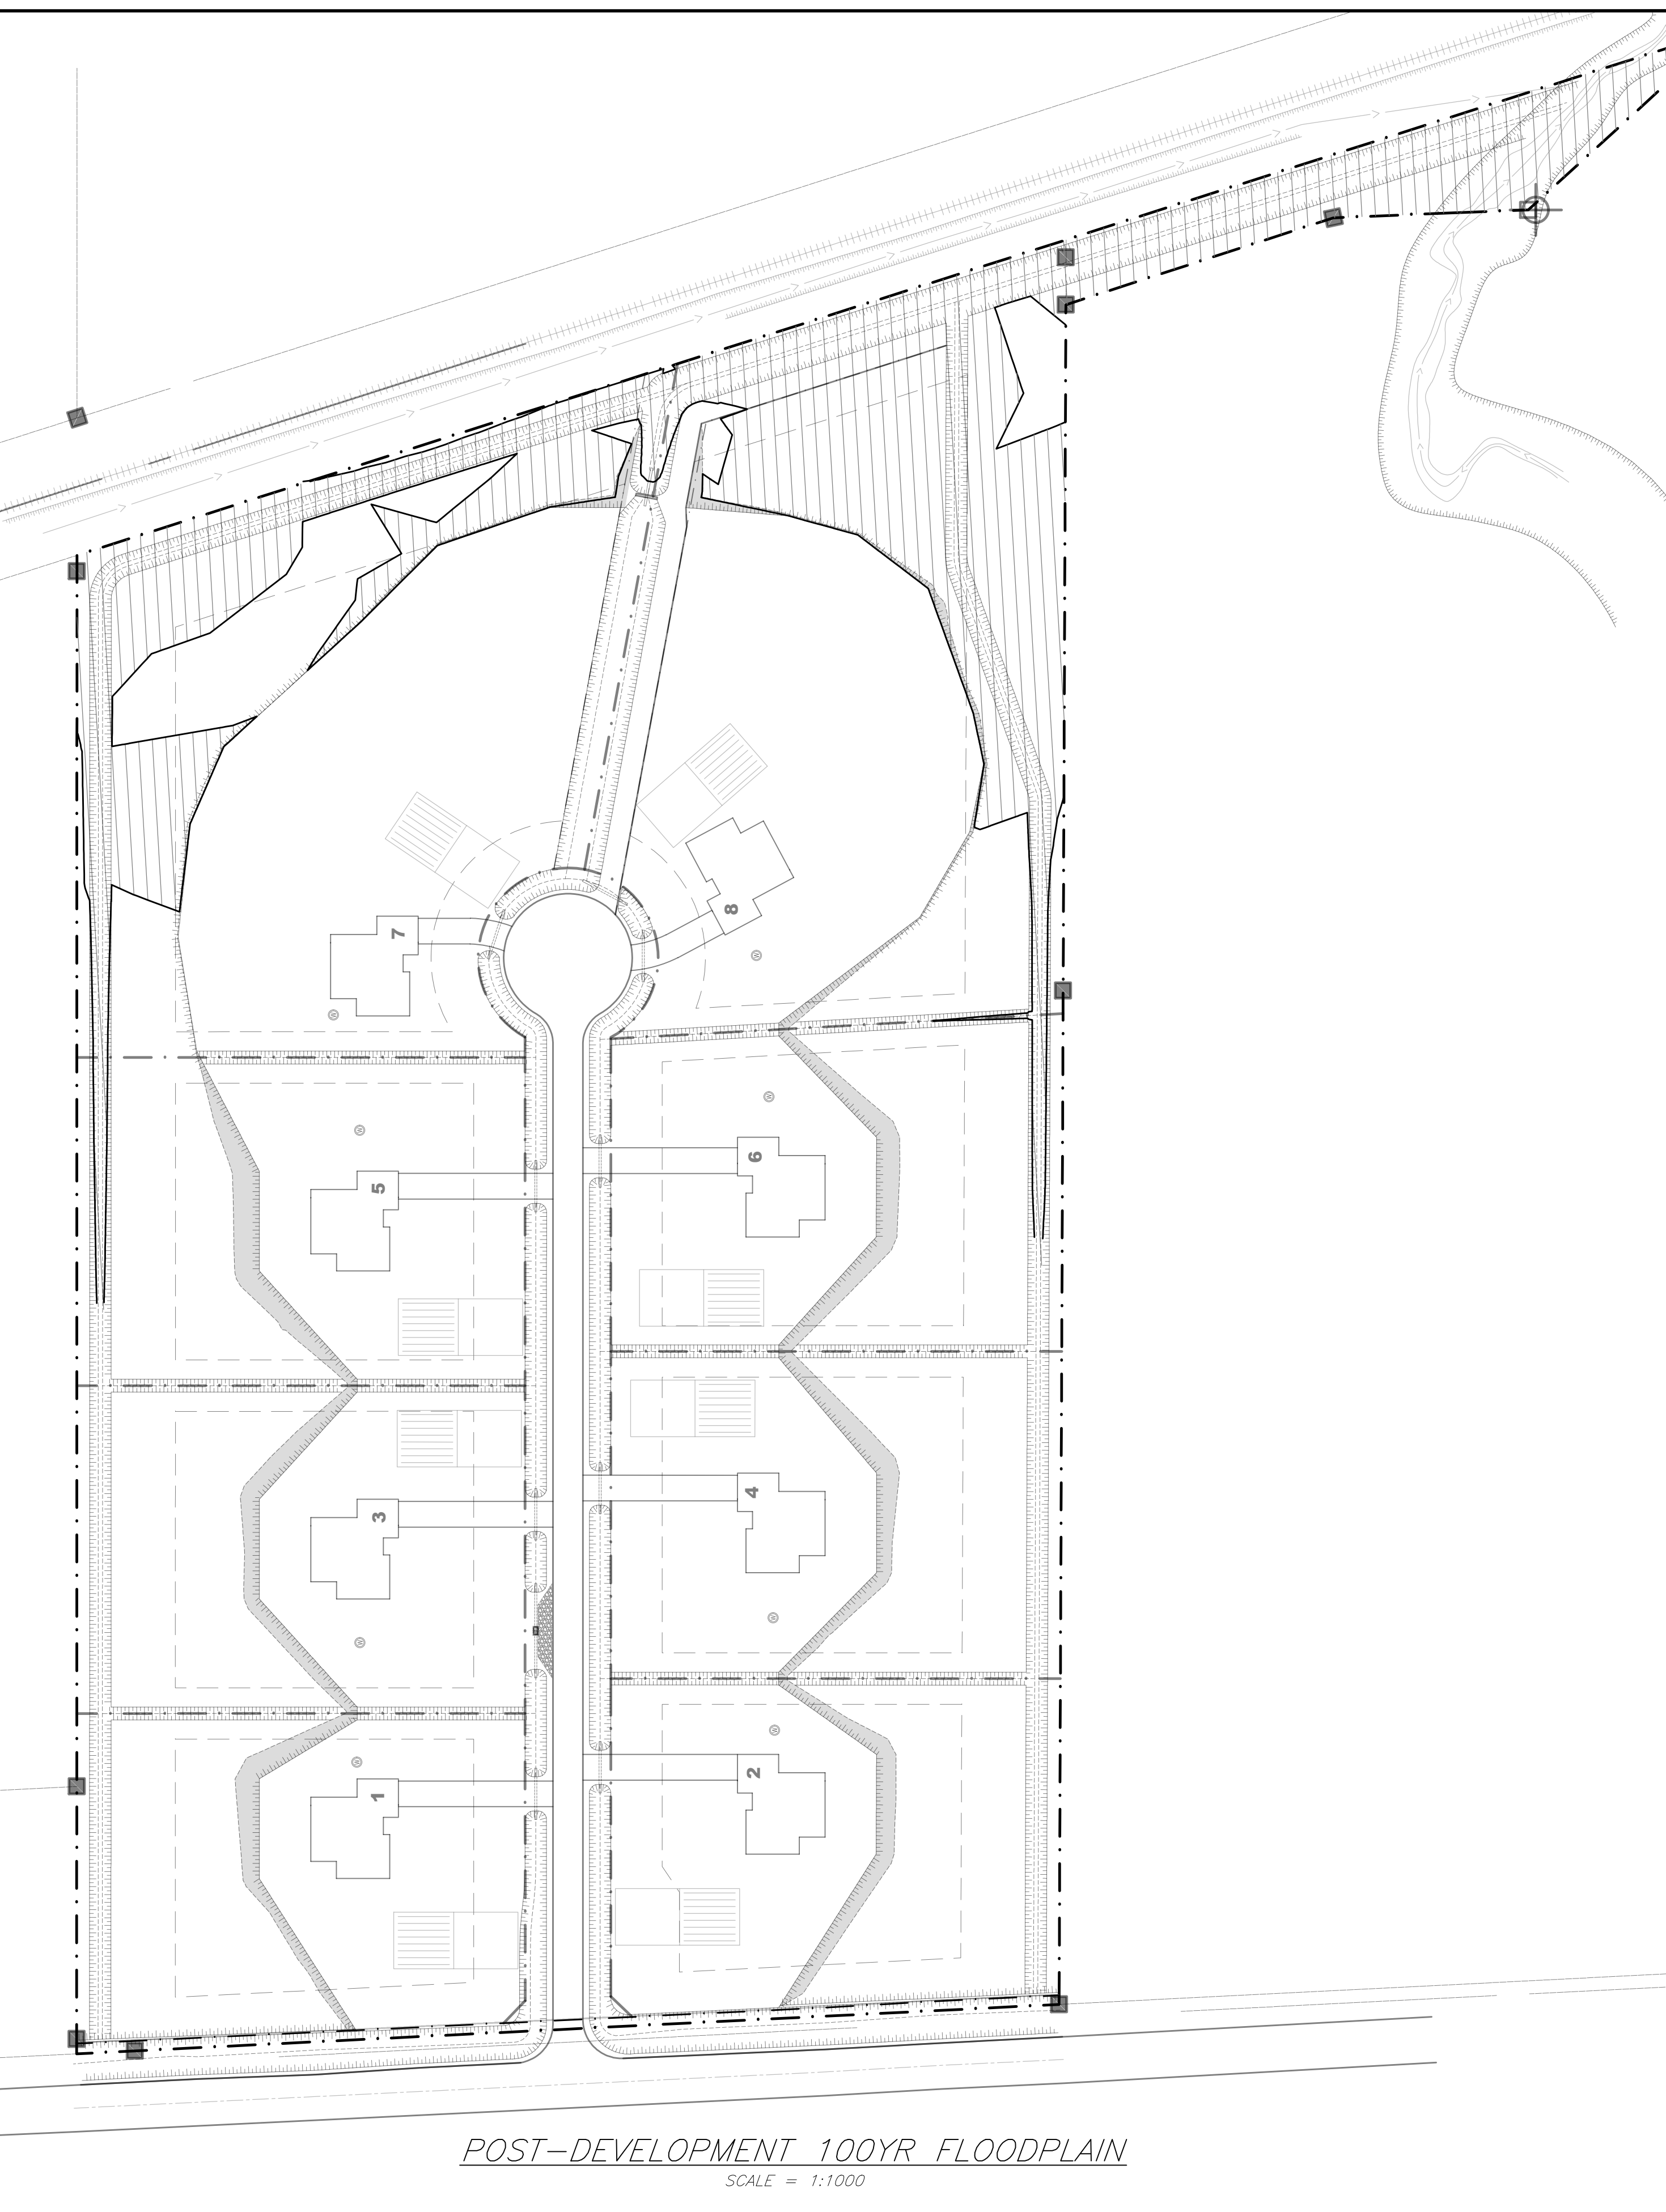 8
7
6
5
4
3
2
1
W
W
W
W
W
W
W
W
POST-DEVELOPMENT 100YR FLOODPLAIN
SCALE = 1:1000